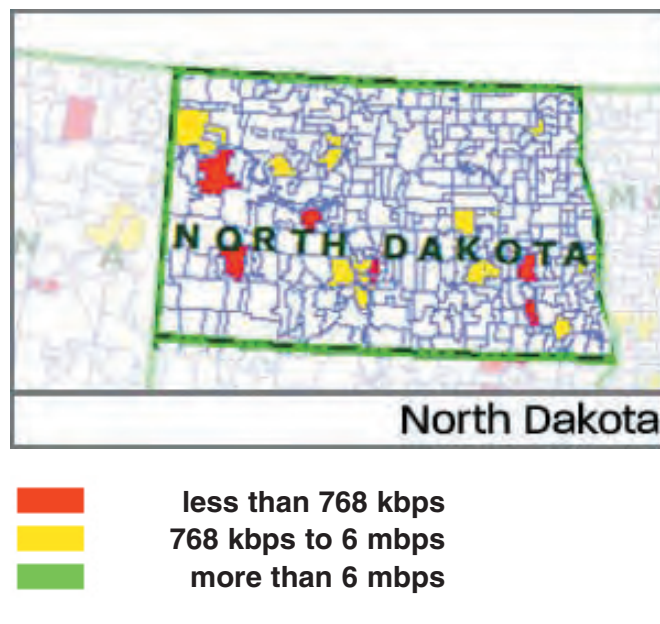 N A
NORTH DAKOTA
M
North Dakota
less than 768 kbps
768 kbps to 6 mbps
more than 6 mbps